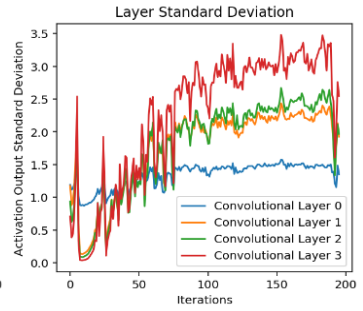 Layer Standard Deviation
Activation Output Standard Deviation
3.5
3.0
2.5
2.0
1.5
1.0
0.5
0.0
Convolutional Layer 0
Convolutional Layer 1
Convolutional Layer 2
Convolutional Layer 3
0
50
100
150
200
Iterations
0